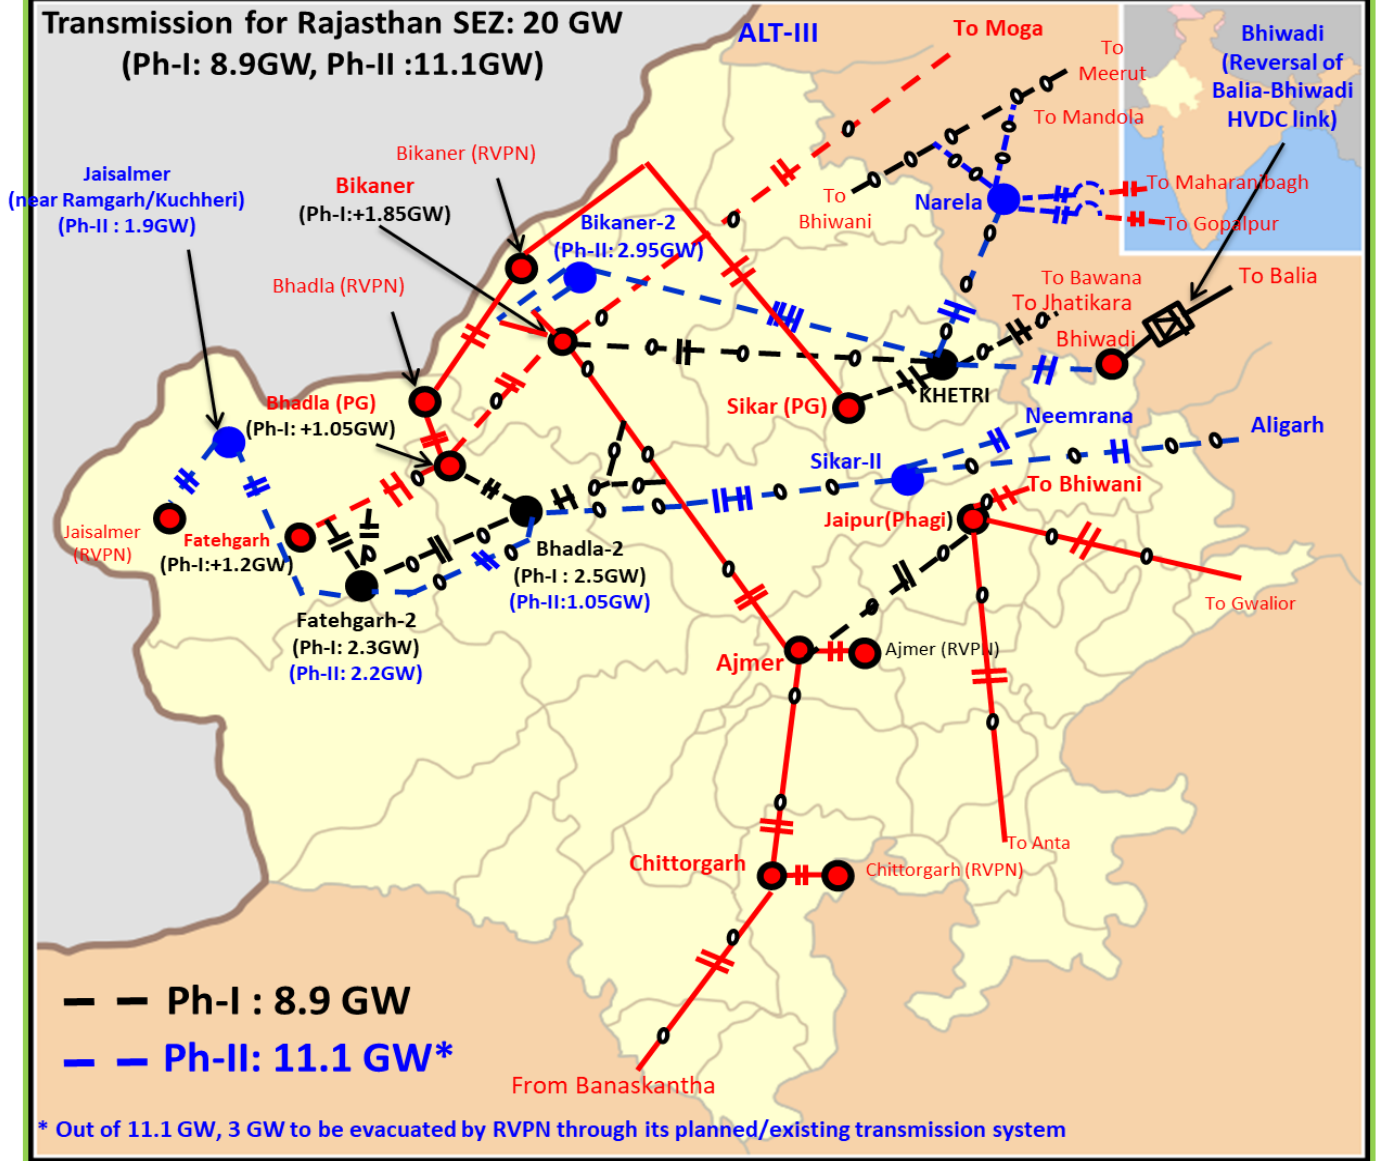 Transmission for Rajasthan SEZ: 20 GW
(Ph-I: 8.9GW, Ph-II :11.1GW)
ALT-III
To Moga
To
Meerut
To Mandola
Bhiwadi
(Reversal of
Balia-Bhiwadi
HVDC link)
Jaisalmer
(near Ramgarh/Kuchheri)
(Ph-II : 1.9GW)
Bikaner (RVPN)
Bikaner
(Ph-I:+1.85GW)
Bikaner-2
(Ph-II: 2.95GW)
To
Bhiwani
Narela
To Maharanibagh
To Gopalpur
Bhadla (RVPN)
To Bawana
To Jhatikara
To Balia
Bhiwadi
KHETRI
Sikar (PG)
Bhadla (PG)
(Ph-I: +1.05GW)
Neemrana
Aligarh
Sikar-II
To Bhiwani
Jaipur(Phagi)
Jaisalmer
(RVPN)
Fatehgarh
(Ph-I:+1.2GW)
Bhadla-2
(Ph-I : 2.5GW)
(Ph-II:1.05GW)
To Gwalior
Fatehgarh-2
(Ph-I: 2.3GW)
(Ph-II: 2.2GW)
Ajmer
Ajmer (RVPN)
To Anta
Chittorgarh
Chittorgarh (RVPN)
Ph-I : 8.9 GW
Ph-II: 11.1 GW*
From Banaskantha
* Out of 11.1 GW, 3 GW to be evacuated by RVPN through its planned/existing transmission system